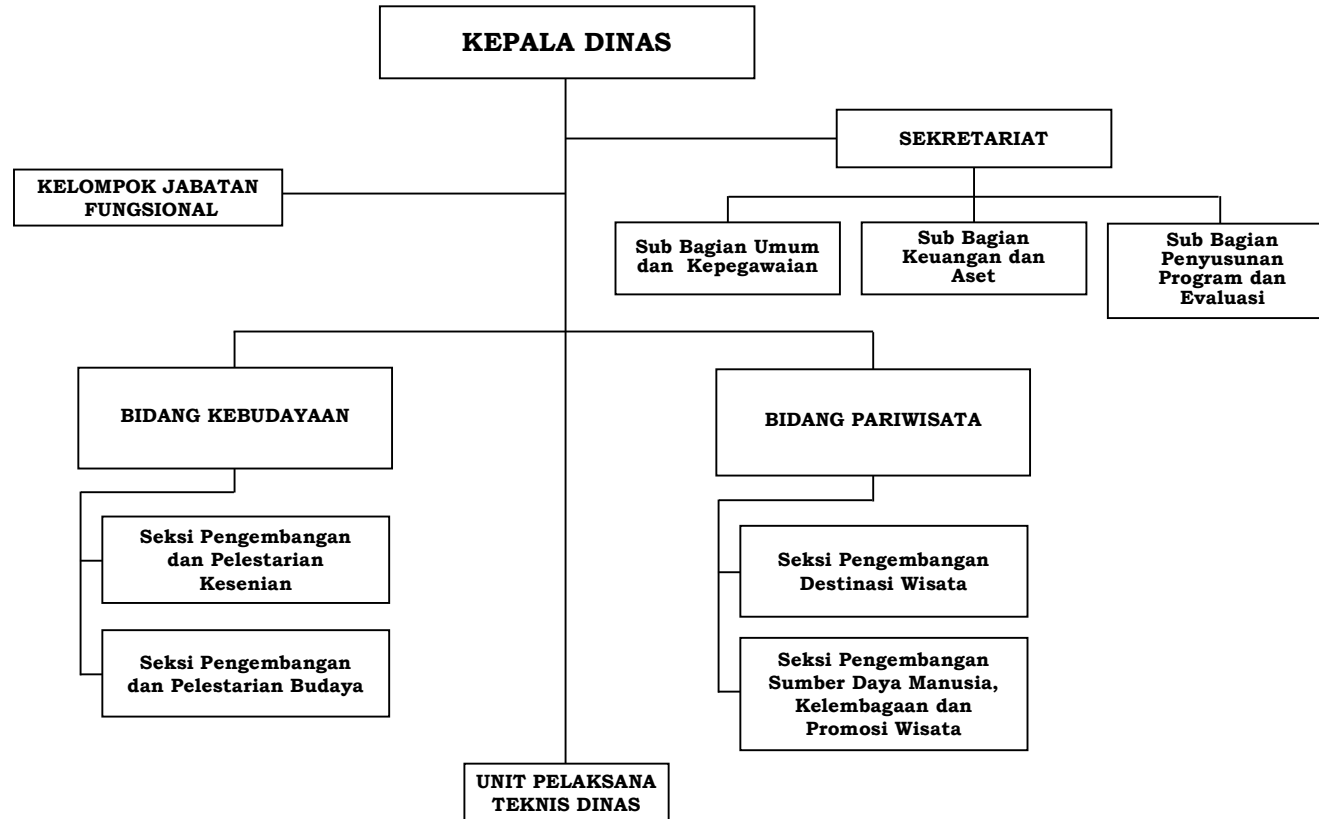 KEPALA DINAS
SEKRETARIAT
KELOMPOK JABATAN
FUNGSIONAL
Sub Bagian Umum
dan Kepegawaian
Sub Bagian
Keuangan dan
Aset
Sub Bagian
Penyusunan
Program dan
Evaluasi
BIDANG KEBUDAYAAN
BIDANG PARIWISATA
Seksi Pengembangan
dan Pelestarian
Kesenian
Seksi Pengembangan
dan Pelestarian Budaya
Seksi Pengembangan
Destinasi Wisata
Seksi Pengembangan
Sumber Daya Manusia,
Kelembagaan dan
Promosi Wisata
UNIT PELAKSANA
TEKNIS DINAS